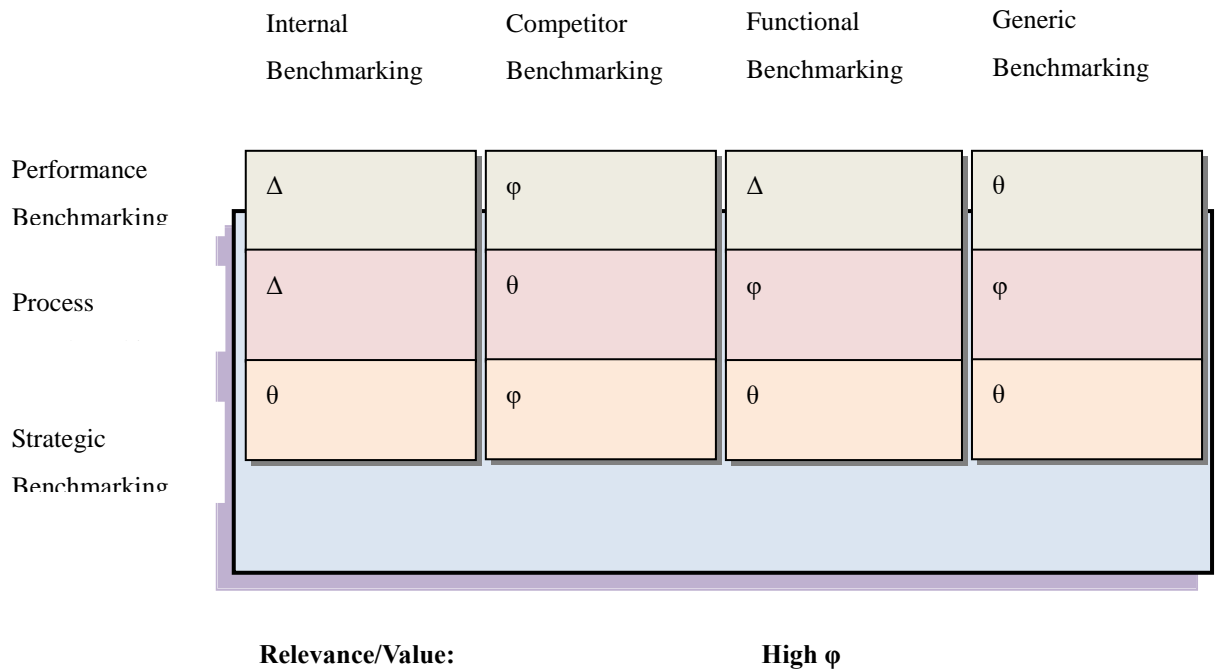 Internal Competitor Functional Generic
Benchmarking Benchmarking Benchmarking Benchmarking
Performance
Benchmarking
Δ φ Δ θ
Process
Δ θ φ φ
Strategic
Benchmarking
θ φ θ θ
Relevance/Value: High φ